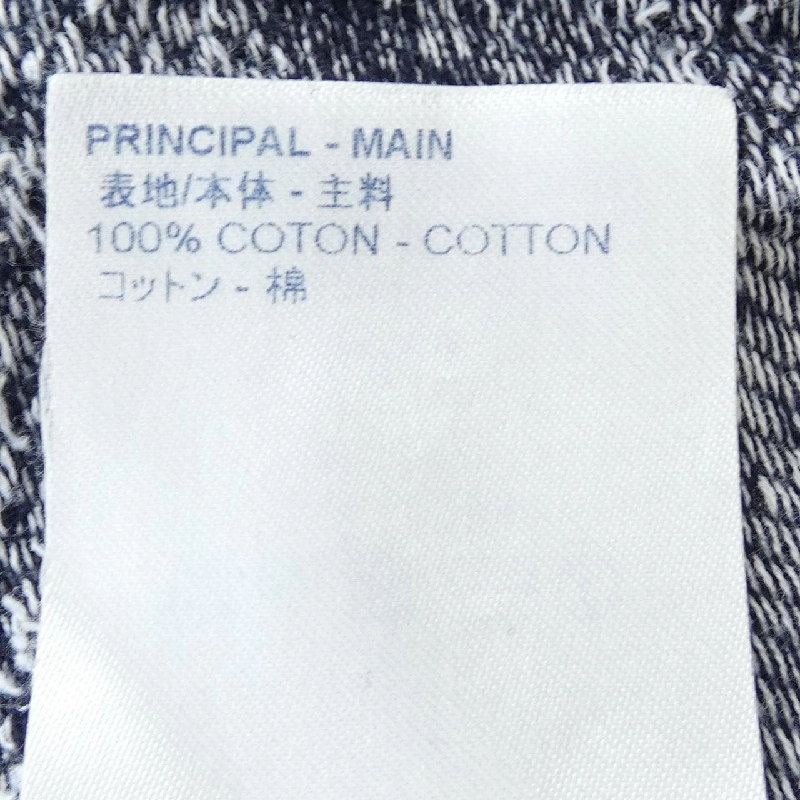 PRINCIPAL - MAIN
表地/本体 - 主料
100% COTON - COTTON
コットン - 棉